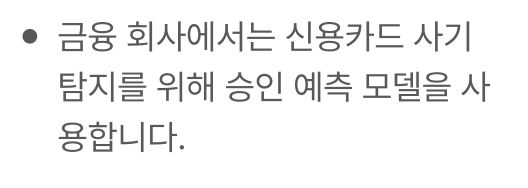 • 금융 회사에서는 신용카드 사기
탐지를 위해 승인 예측 모델을 사
용합니다.